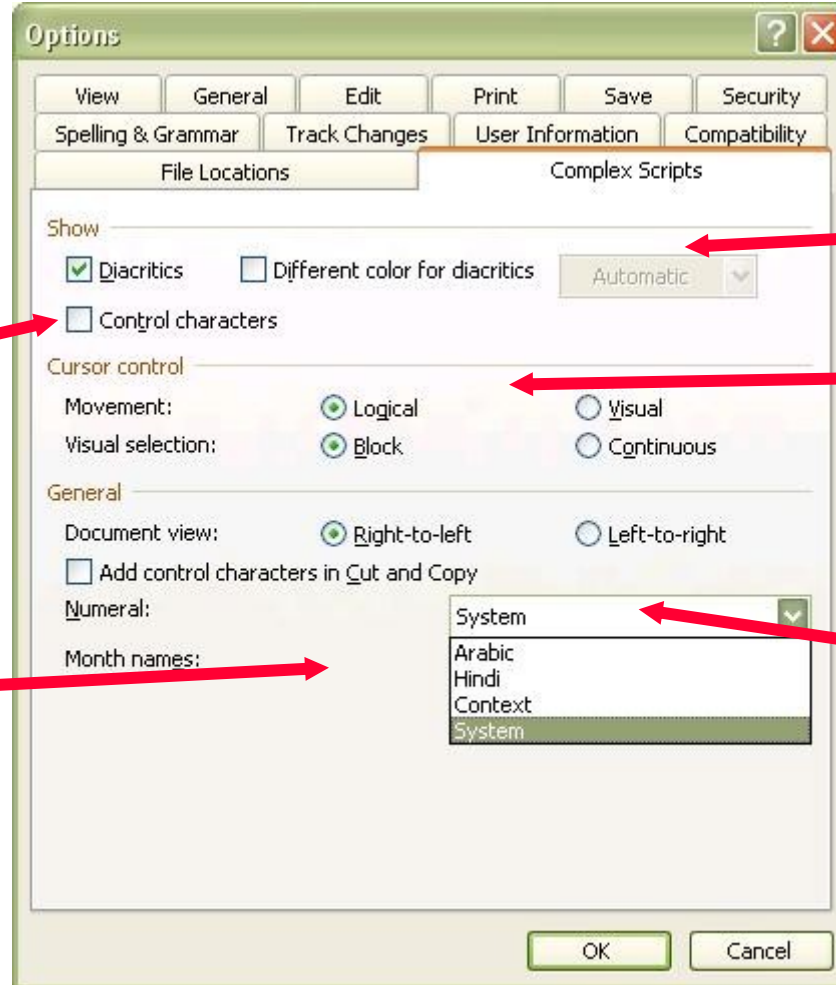 Options
View General Edit Print Save Security
Spelling & Grammar Track Changes User Information Compatibility
File Locations Complex Scripts
Show
Diacritics Different color for diacritics Automatic
Control characters
Cursor control
Movement: Logical Visual
Visual selection: Block Continuous
General
Document view: Right-to-left Left-to-right
Add control characters in Cut and Copy
Numeral: System
Month names: Arabic
Hindi
Context
System
OK Cancel